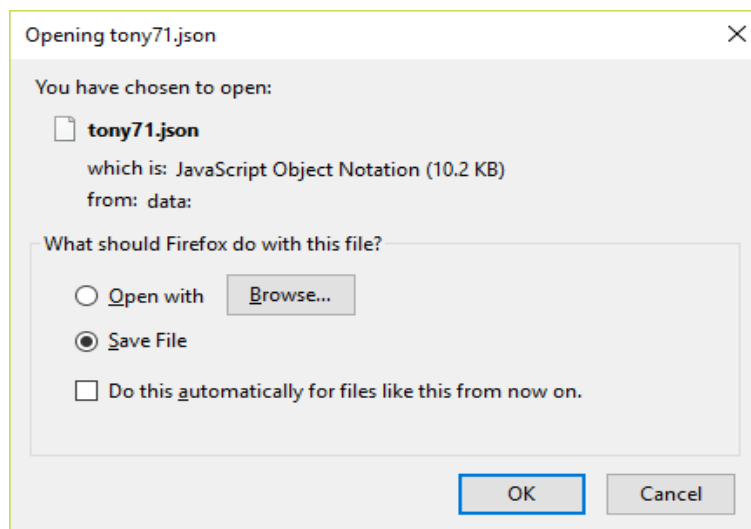 Opening tony71.json
You have chosen to open:
tony71.json
which is: JavaScript Object Notation (10.2 KB)
from: data:
What should Firefox do with this file?
Open with
Browse...
Save File
Do this automatically for files like this from now on.
OK
Cancel